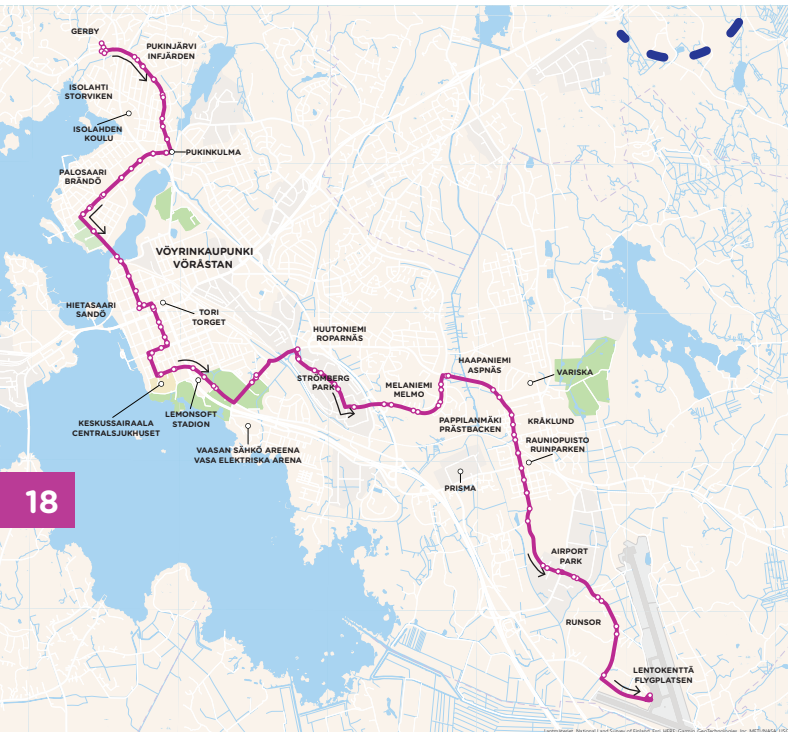 GERBY
PUKINJÄRVI
INFJÄRDEN
ISOLAHTI
STORVIKEN
ISOLAHDEN
KOULU
PUKINKULMA
PALOSAARI
BRÄNDÖ
VÖYRINKAUPUNKI
VÖRÅSTAN
HIETASAARI
SANDÖ
TORI
TORGET
HUUTONIEMI
ROPARNÄS
HAAPANIEMI
ASPNÄS
STRÖMBERG
PARK
VARISKA
MELANIEMI
MELMO
KESKUSSAIRAALA
CENTRALSJUKHUSET
LEMONSOFT
STADION
PAPPILANMÄKI
PRÄSTBACKEN
KRÅKLUND
RAUNIOPUISTO
RUINPARKEN
VAASAN SÄHKÖ AREENA
VASA ELEKTRISKA ARENA
PRISMA
18
AIRPORT
PARK
RUNSOR
LENTOKENTTÄ
FLYGPLATSEN